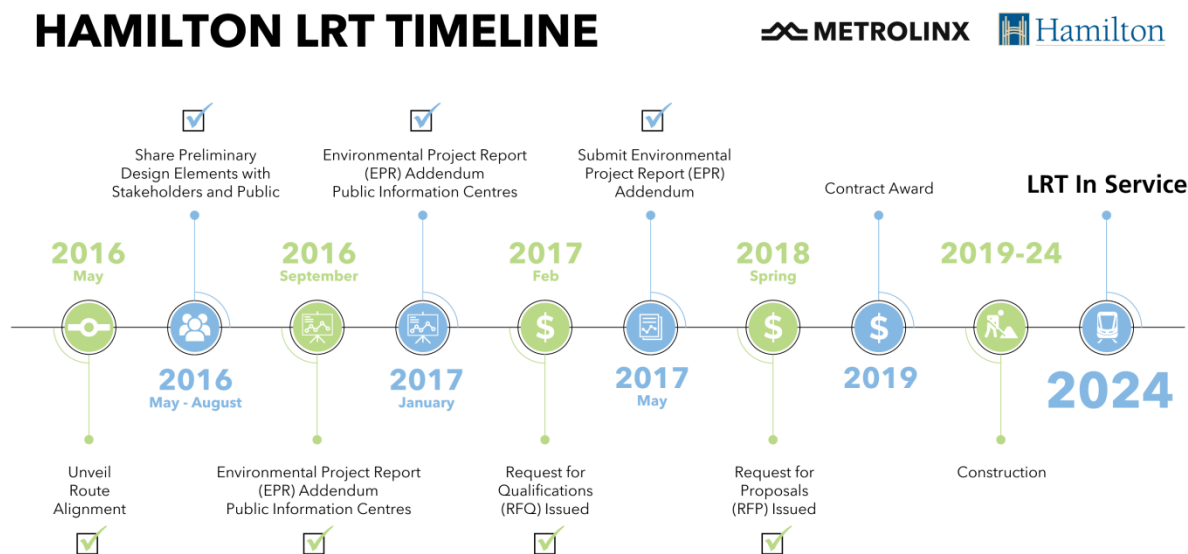 HAMILTON LRT TIMELINE
METROLINX
Hamilton
Share Preliminary
Design Elements with
Stakeholders and Public
Environmental Project Report
(EPR) Addendum
Public Information Centres
Submit Environmental
Project Report (EPR)
Addendum
Contract Award
LRT In Service
2016
May
2016
September
2017
Feb
2018
Spring
2019-24
$
$
$
2016
May - August
2017
January
2017
May
2019
2024
Unveil
Route
Alignment
Environmental Project Report
(EPR) Addendum
Public Information Centres
Request for
Qualifications
(RFQ) Issued
Request for
Proposals
(RFP) Issued
Construction